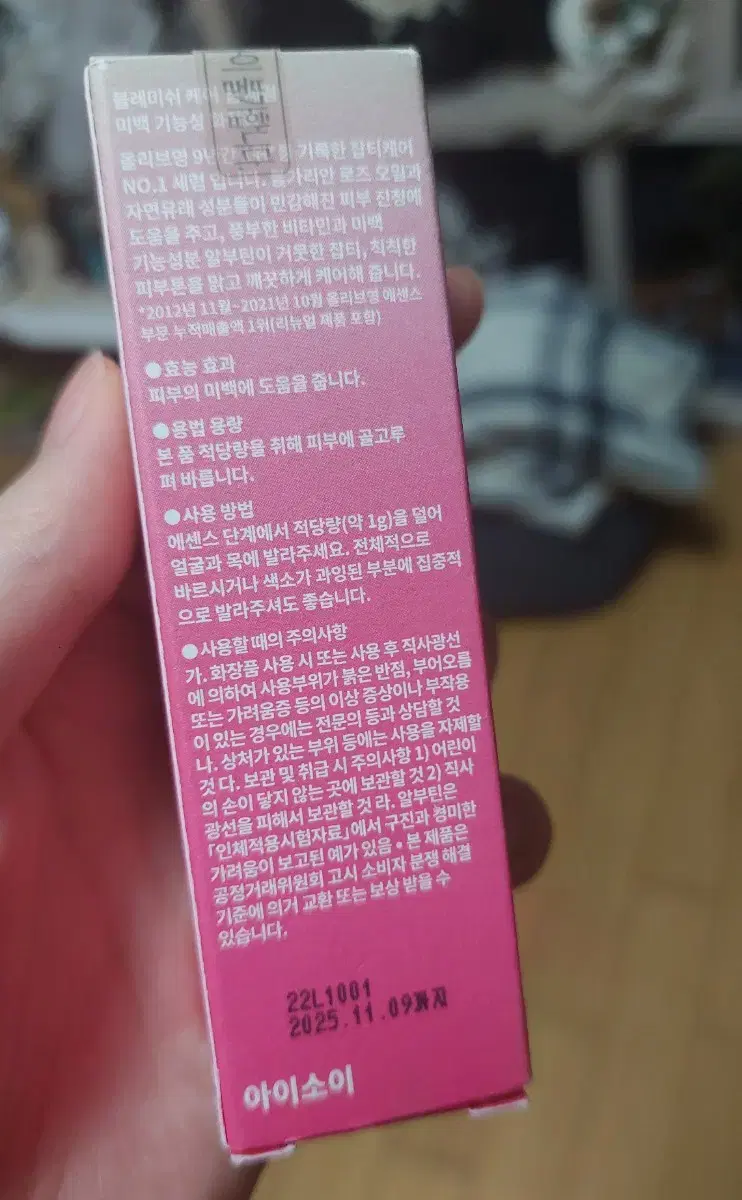 블레미쉬 케어
미백 기능성
올리브영 9년간 기록한 잡티케어
NO.1 세럼 입니다. 불가리안 로즈 오일과
자연유래 성분들이 민감해진 피부 진정에
도움을 주고, 풍부한 비타민과 미백
기능성분 알부틴이 거뭇한 잡티, 칙칙한
피부톤을 맑고 깨끗하게 케어해 줍니다.
*2012년 11월~2021년 10월 올리브영 에센스
부문 누적매출액 1위(리뉴얼 제품 포함)
●효능 효과
피부의 미백에 도움을 줍니다.
●용법 용량
본 품 적당량을 취해 피부에 골고루
펴 바릅니다.
●사용 방법
에센스 단계에서 적당량(약 1g)을 덜어
얼굴과 목에 발라주세요. 전체적으로
바르시거나 색소가 과잉된 부분에 집중적
으로 발라주셔도 좋습니다.
●사용할 때의 주의사항
가. 화장품 사용 시 또는 사용 후 직사광선
에 의하여 사용부위가 붉은 반점, 부어오름
또는 가려움증 등의 이상 증상이나 부작용
이 있는 경우에는 전문의 등과 상담할 것
나. 상처가 있는 부위 등에는 사용을 자제할
것 다. 보관 및 취급 시 주의사항 1) 어린이
의 손이 닿지 않는 곳에 보관할 것 2) 직사
광선을 피해서 보관할 것 라. 알부틴은
「인체적용시험자료」에서 구진과 경미한
가려움이 보고된 예가 있음 • 본 제품은
공정거래위원회 고시 소비자 분쟁 해결
기준에 의거 교환 또는 보상 받을 수
있습니다.
22L1001
2025.11.09까지
아이소이